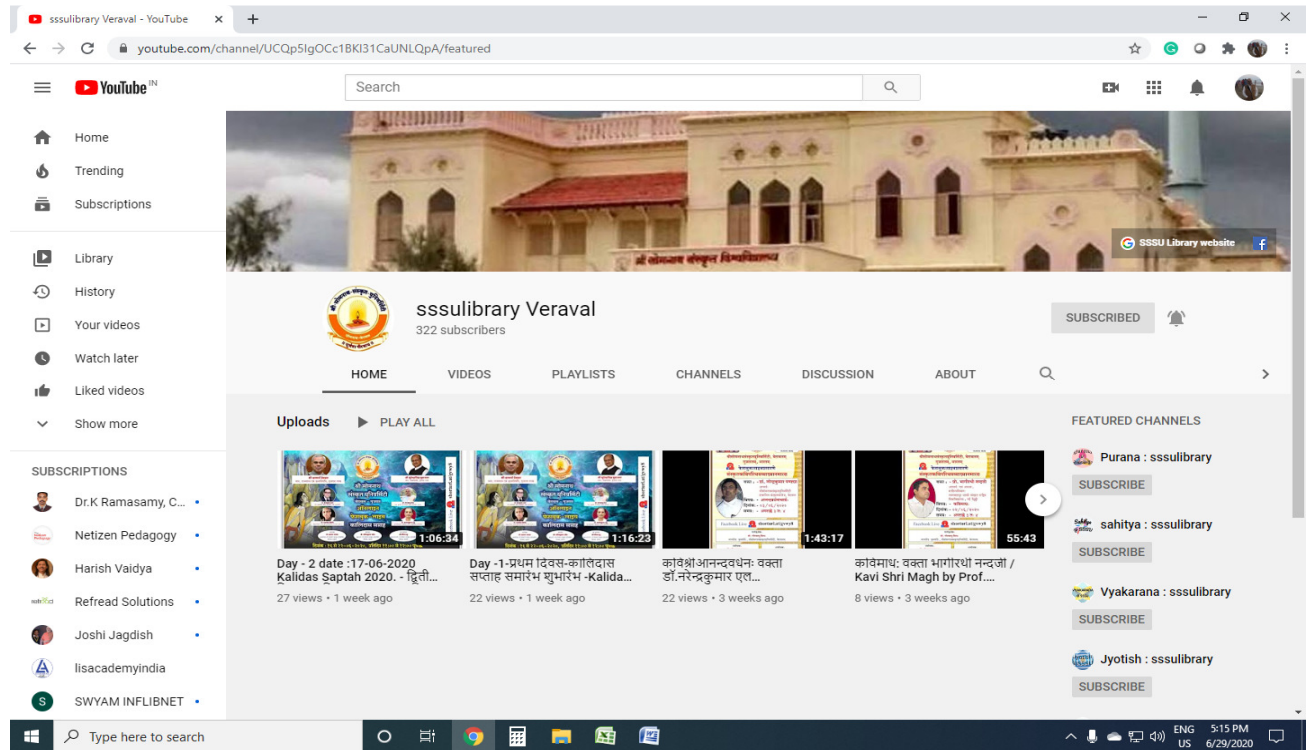 sssulibrary Veraval - YouTube
youtube.com/channel/UCQp5IgOCc1BKI31CaUNLQpA/featured
YouTube IN
Search
Home
Trending
Subscriptions
Library
History
Your videos
Watch later
Liked videos
Show more
SUBSCRIPTIONS
Dr.K Ramasamy, C...
Netizen Pedagogy
Harish Vaidya
Refread Solutions
Joshi Jagdish
lisacademyindia
S SWYAM INFLIBNET
श्री सोमनाथ संस्कृत विश्वविद्यालय
SSSU Library website
sssulibrary Veraval
322 subscribers
SUBSCRIBED
HOME VIDEOS PLAYLISTS CHANNELS DISCUSSION ABOUT
Uploads PLAY ALL
1:06:34
Day - 2 date :17-06-2020
Kalidas Saptah 2020. - द्विती...
27 views • 1 week ago
1:16:23
Day -1-प्रथम दिवस-कालिदास
सप्ताह समारंभ शुभारंभ -Kalida...
22 views • 1 week ago
1:43:17
कविश्रीआनन्दवर्धनः वक्ता
डॉ.नरेन्द्रकुमार एल...
22 views • 3 weeks ago
55:43
कविमाघ: वक्ता भागीरथी नन्दजी /
Kavi Shri Magh by Prof....
8 views • 3 weeks ago
FEATURED CHANNELS
Purana : sssulibrary
SUBSCRIBE
sahitya : sssulibrary
SUBSCRIBE
Vyakarana : sssulibrary
SUBSCRIBE
Jyotish : sssulibrary
SUBSCRIBE
Type here to search
ENG
US
5:15 PM
6/29/2020